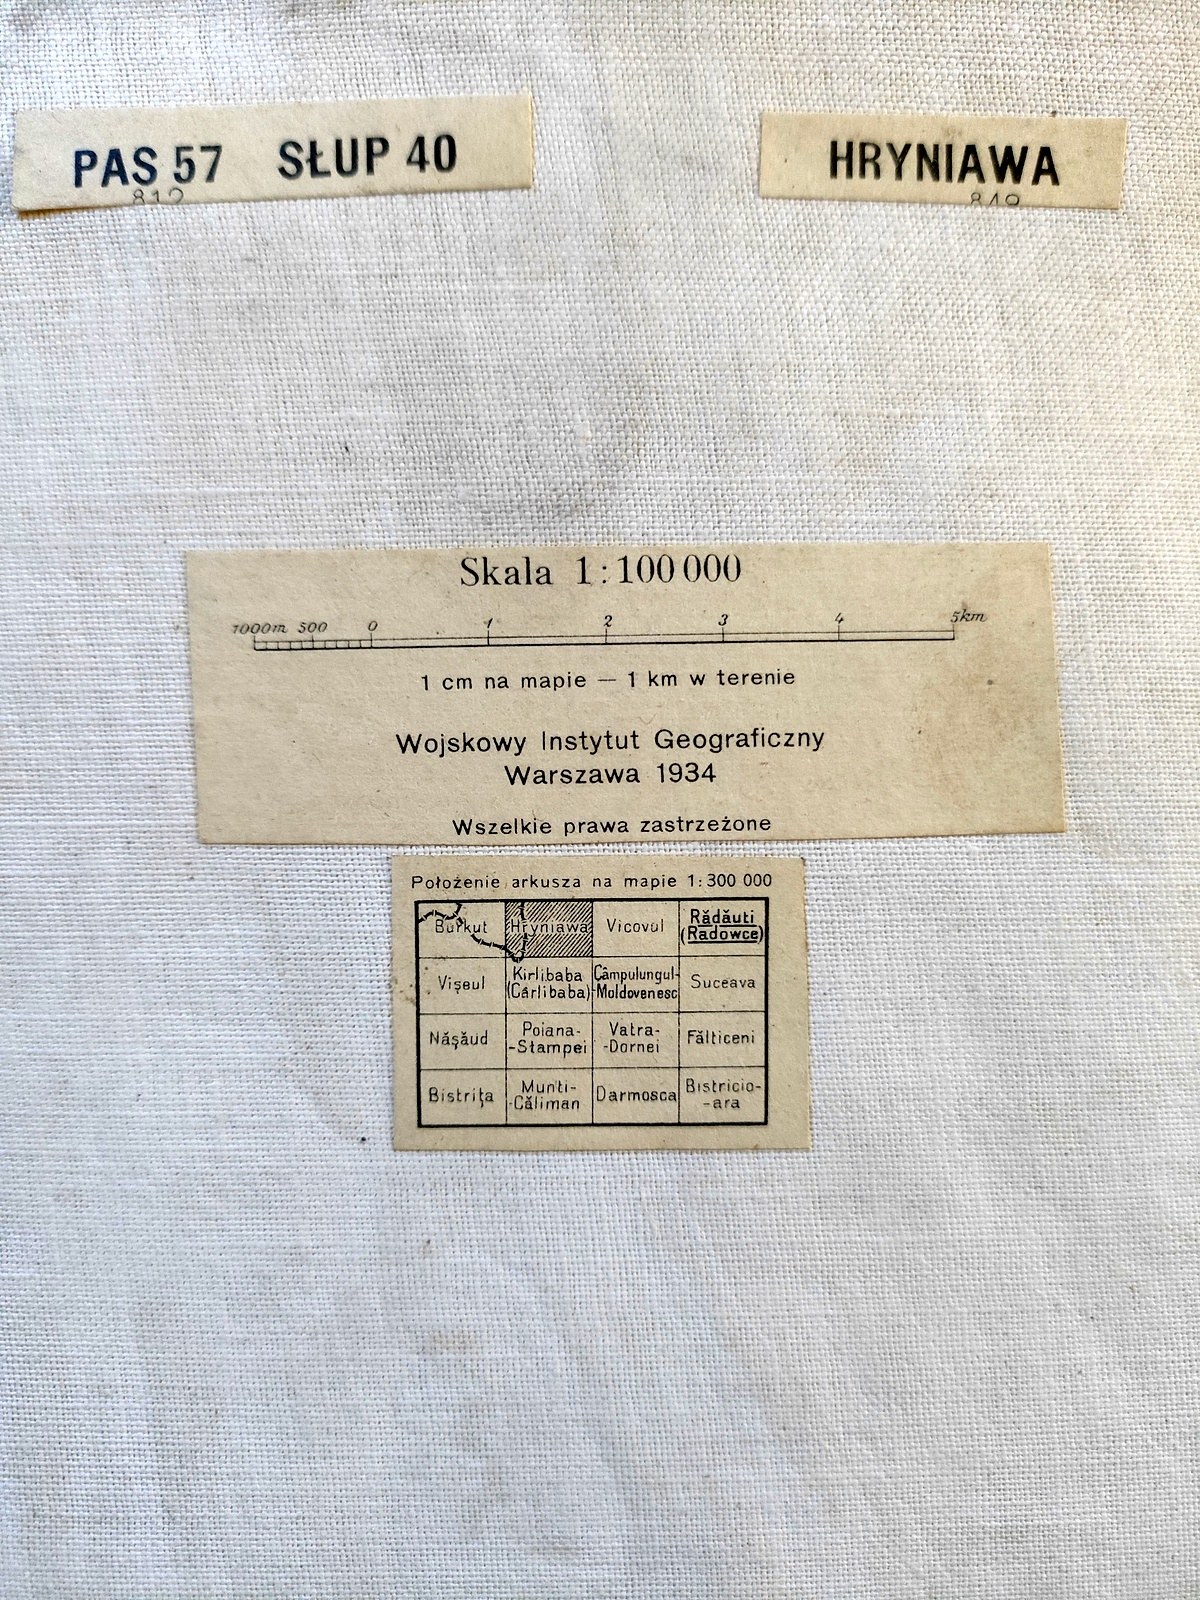 PAS 57 SŁUP 40
HRYNIAWA
Skala 1:100 000
1000m 500 0 1 2 3 4 5km
1 cm na mapie — 1 km w terenie
Wojskowy Instytut Geograficzny
Warszawa 1934
Wszelkie prawa zastrzeżone
Położenie arkusza na mapie 1:300 000
Burkut
Hryniawa
Vicovul
Rădăuti
(Radowce)
Vişeul
Kirlibaba
(Cârlibaba)
Câmpulungul-
-Moldovenesc
Suceava
Năşăud
Poiana-
-Stampei
Vatra-
-Dornei
Fălticeni
Bistriţa
Munti-
-Căliman
Darmosca
Bistricio-
-ara